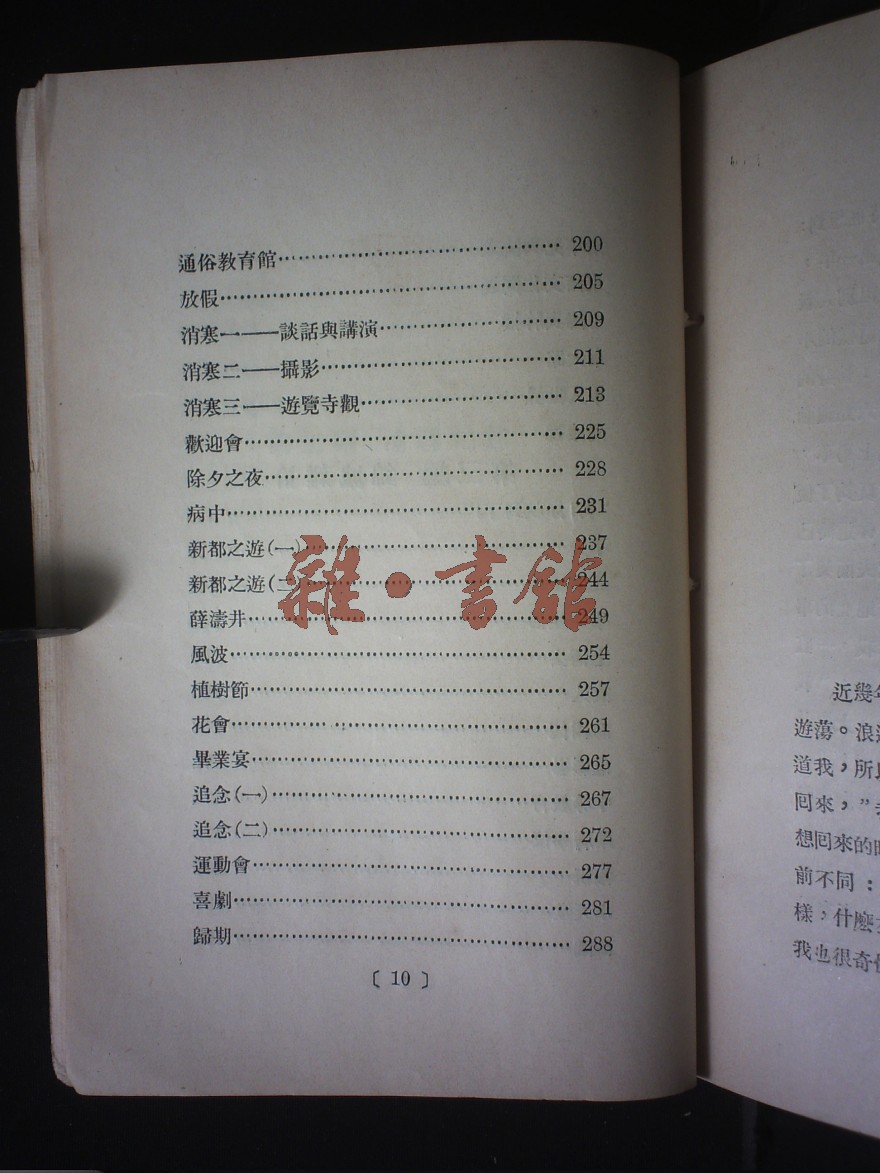 通俗教育館…… 200
放假…… 205
消寒一——談話與講演…… 209
消寒二——攝影…… 211
消寒三——遊覽寺觀…… 213
歡迎會…… 225
除夕之夜…… 228
病中…… 231
新都之遊(一)…… 237
新都之遊(二)…… 244
薛濤井…… 249
風波…… 254
植樹節…… 257
花會…… 261
畢業宴…… 265
追念(一)…… 267
追念(二)…… 272
運動會…… 277
喜劇…… 281
歸期…… 288
〔 10 〕
雜·書館
近幾年
遊蕩。浪
道我，所以
回來，”
想回來的時
前不同：
樣，什麼
我也很奇怪